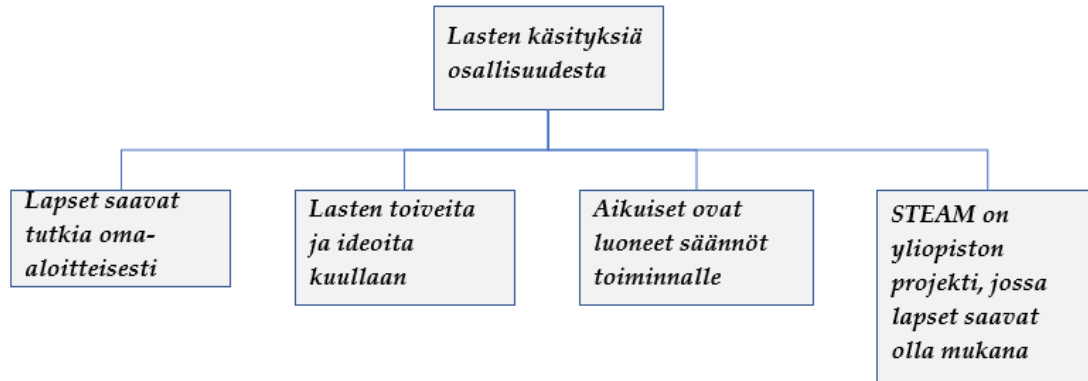 Lasten käsityksiä
osallisuudesta
Lapset saavat
tutkia oma-
aloitteisesti
Lasten toiveita
ja ideoita
kuullaan
Aikuiset ovat
luoneet säännöt
toiminnalle
STEAM on
yliopiston
projekti, jossa
lapset saavat
olla mukana